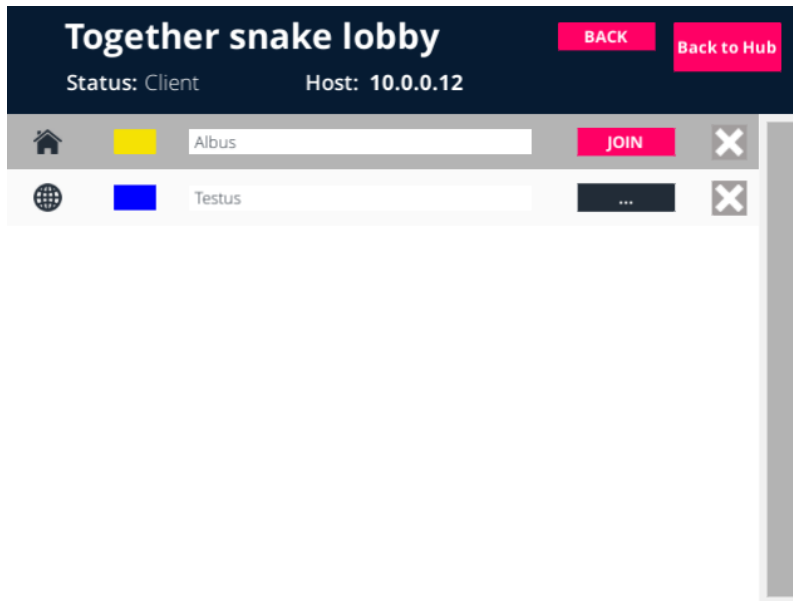 Together snake lobby
BACK
Back to Hub
Status: Client
Host: 10.0.0.12
Albus
JOIN
Testus
...